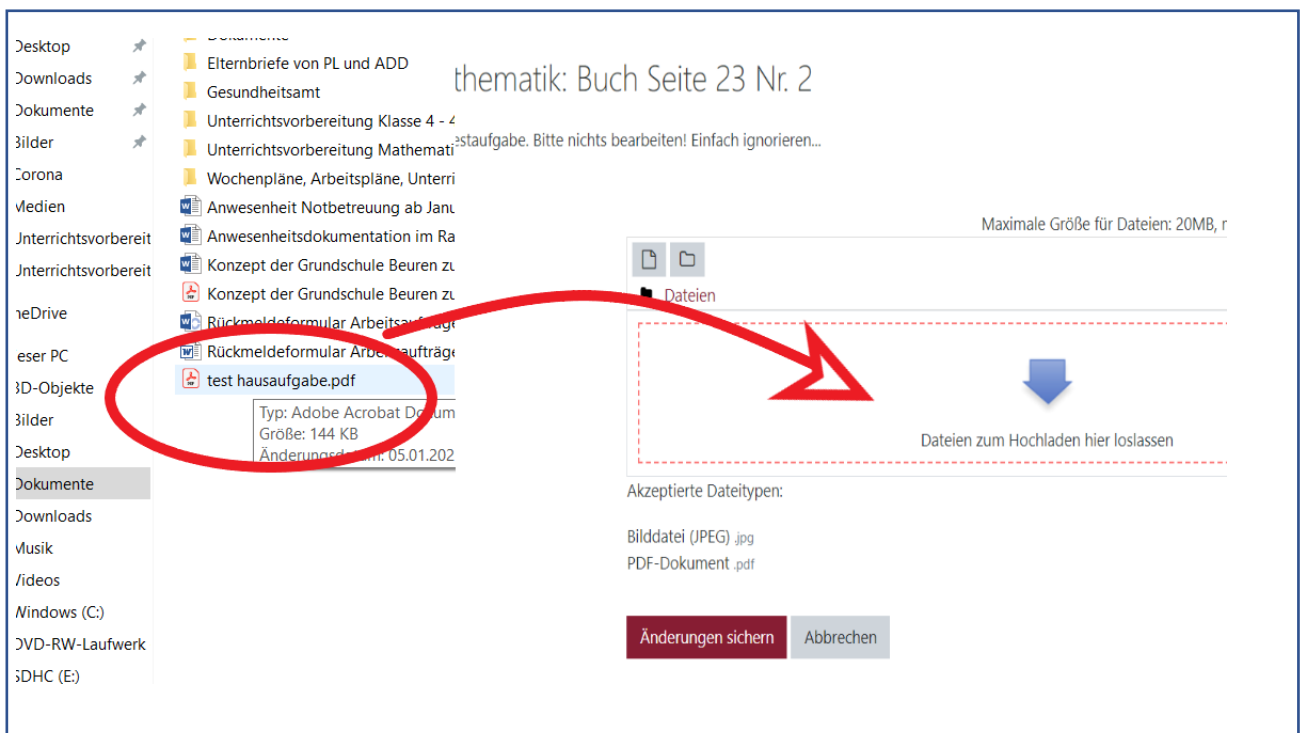 Desktop
Downloads
Dokumente
Bilder
Corona
Medien
Unterrichtsvorbereit
Unterrichtsvorbereit
neDrive
eser PC
3D-Objekte
Bilder
Desktop
Dokumente
Downloads
Musik
Videos
Windows (C:)
DVD-RW-Laufwerk
SDHC (E:)
Dokumente
Elternbriefe von PL und ADD
Gesundheitsamt
Unterrichtsvorbereitung Klasse 4 - 4
Unterrichtsvorbereitung Mathemati
Wochenpläne, Arbeitspläne, Unterri
Anwesenheit Notbetreuung ab Janu
Anwesenheitsdokumentation im Ra
Konzept der Grundschule Beuren zu
Konzept der Grundschule Beuren zu
Rückmeldeformular Arbeitsaufträge
Rückmeldeformular Arbeitsaufträge
test hausaufgabe.pdf
Typ: Adobe Acrobat Docum
Größe: 144 KB
Änderungsdatum: 05.01.202
thematik: Buch Seite 23 Nr. 2
estaufgabe. Bitte nichts bearbeiten! Einfach ignorieren...
Maximale Größe für Dateien: 20MB, r
Dateien
Dateien zum Hochladen hier loslassen
Akzeptierte Dateitypen:
Bilddatei (JPEG) .jpg
PDF-Dokument .pdf
Änderungen sichern
Abbrechen